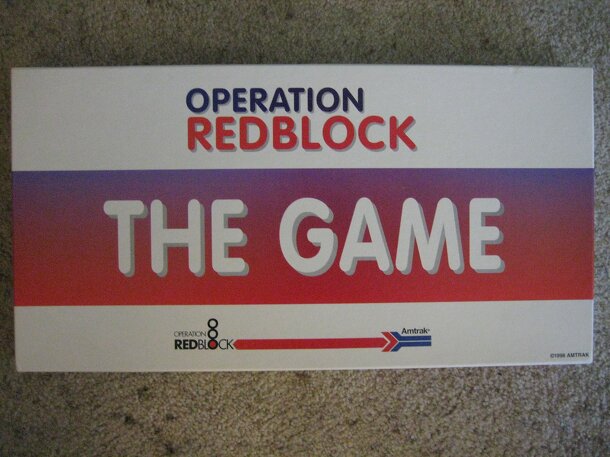 OPERATION
REDBLOCK
THE GAME
OPERATION
REDBLOCK
Amtrak®
©1998 AMTRAK